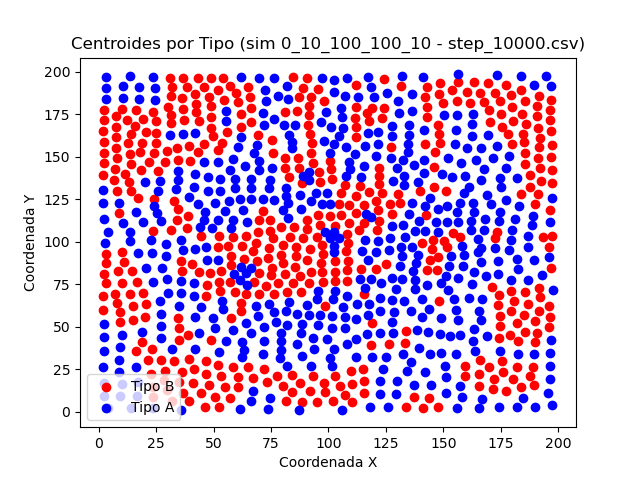 Centroides por Tipo (sim 0_10_100_100_10 - step_10000.csv)
200
175
150
125
100
75
50
25
0
Coordenada Y
Tipo B
Tipo A
0 25 50 75 100 125 150 175 200
Coordenada X